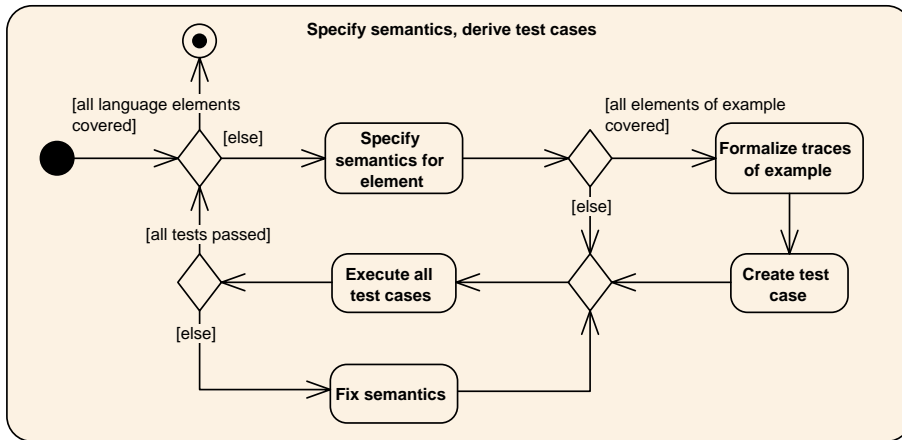 Specify semantics, derive test cases
[all language elements
covered]
[else]
Specify
semantics for
element
[all elements of example
covered]
Formalize traces
of example
[else]
[all tests passed]
Execute all
test cases
Create test
case
[else]
Fix semantics